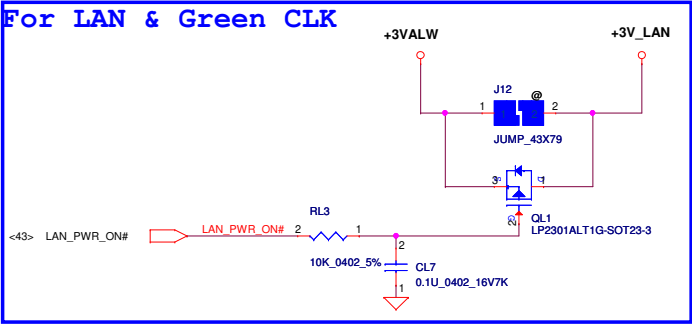 For LAN & Green CLK
+3VALW
+3V_LAN
J12
@
1 2
JUMP_43X79
3 S D 1
G 2
QL1
LP2301ALT1G-SOT23-3
<43> LAN_PWR_ON#
LAN_PWR_ON#
2 RL3 1
10K_0402_5%
2
CL7
0.1U_0402_16V7K
1